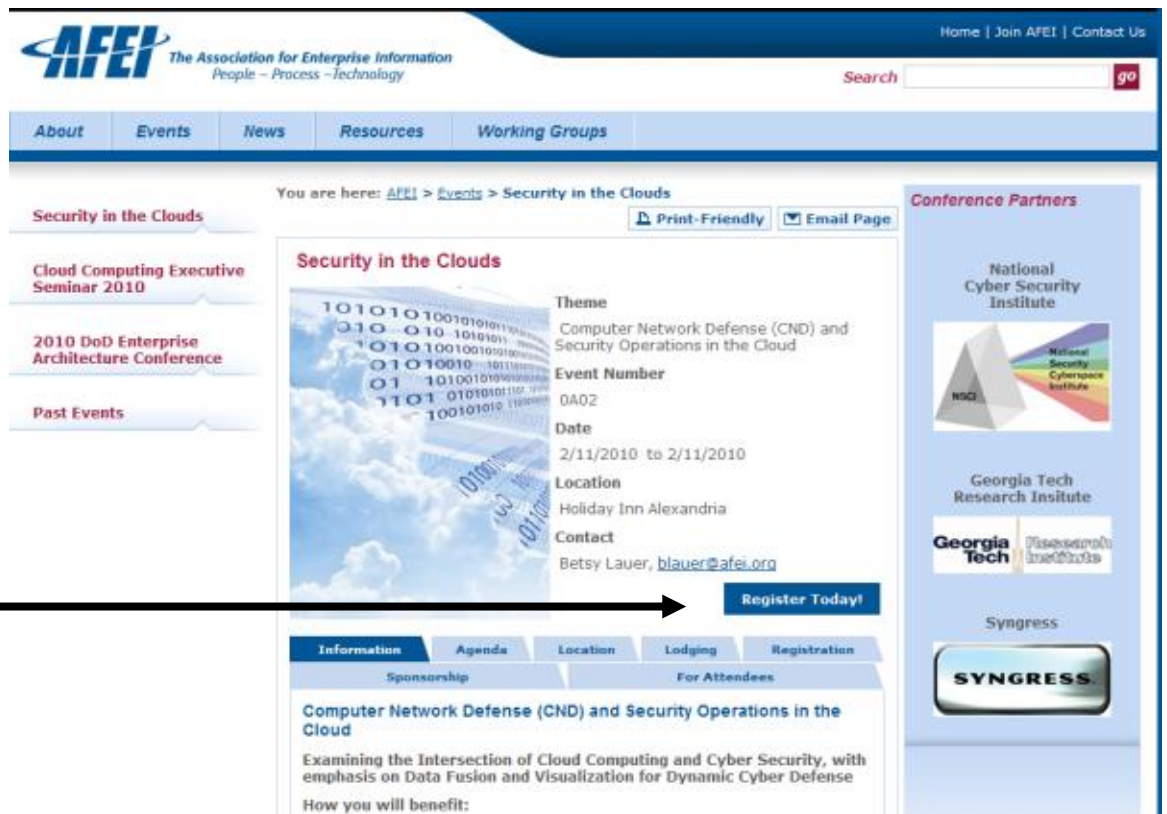 AFEI The Association for Enterprise Information
People – Process –Technology
Home | Join AFEI | Contact Us
Search go
About Events News Resources Working Groups
Security in the Clouds
Cloud Computing Executive
Seminar 2010
2010 DoD Enterprise
Architecture Conference
Past Events
You are here: AFEI > Events > Security in the Clouds
Print-Friendly Email Page
Security in the Clouds
Theme
Computer Network Defense (CND) and
Security Operations in the Cloud
Event Number
0A02
Date
2/11/2010 to 2/11/2010
Location
Holiday Inn Alexandria
Contact
Betsy Lauer, blauer@afei.org
Register Today!
Information Agenda Location Lodging Registration
Sponsorship For Attendees
Computer Network Defense (CND) and Security Operations in the
Cloud
Examining the Intersection of Cloud Computing and Cyber Security, with
emphasis on Data Fusion and Visualization for Dynamic Cyber Defense
How you will benefit:
Conference Partners
National
Cyber Security
Institute
National
Security
Cyberspace
Institute
NSCI
Georgia Tech
Research Insitute
Georgia Research
Tech Institute
Syngress
SYNGRESS.